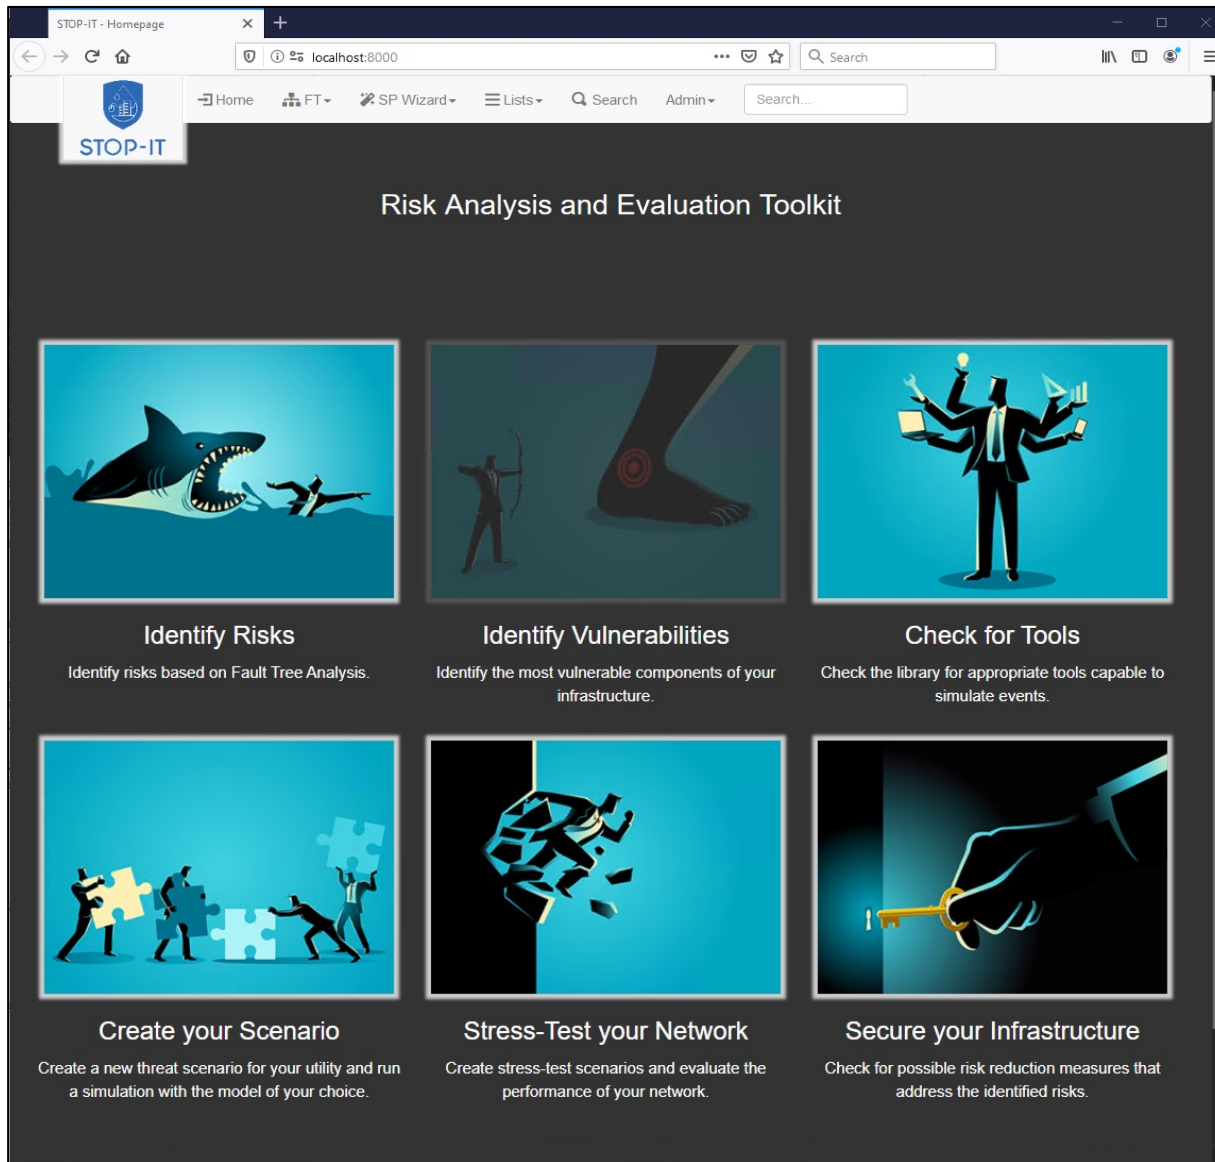 STOP-IT - Homepage
localhost:8000
Search
Home FT SP Wizard Lists Search Admin Search...
STOP-IT
Risk Analysis and Evaluation Toolkit
Identify Risks
Identify risks based on Fault Tree Analysis.
Identify Vulnerabilities
Identify the most vulnerable components of your
infrastructure.
Check for Tools
Check the library for appropriate tools capable to
simulate events.
Create your Scenario
Create a new threat scenario for your utility and run
a simulation with the model of your choice.
Stress-Test your Network
Create stress-test scenarios and evaluate the
performance of your network.
Secure your Infrastructure
Check for possible risk reduction measures that
address the identified risks.